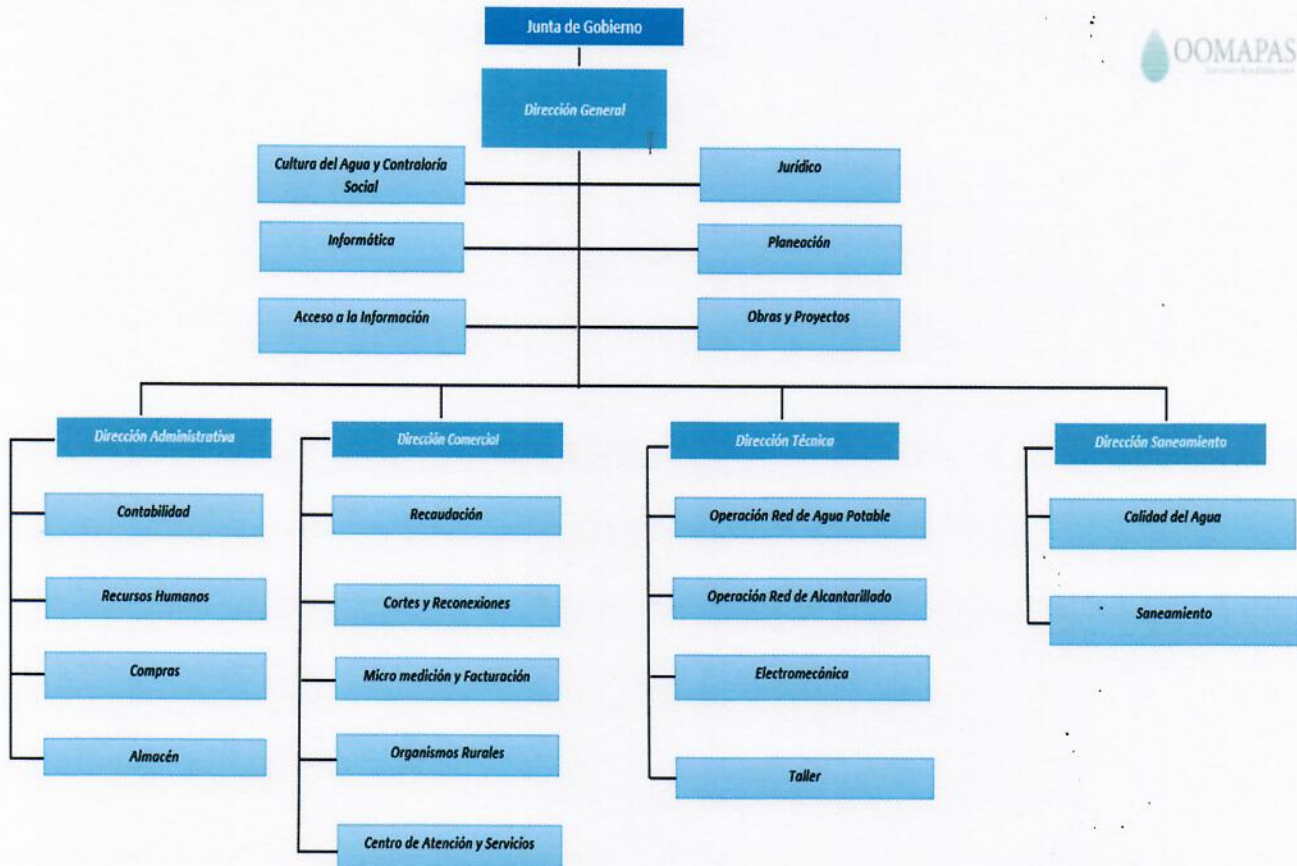 Junta de Gobierno
OOMAPAS
Dirección General
Cultura del Agua y Contraloría
Social
Jurídico
Informática
Planeación
Acceso a la Información
Obras y Proyectos
Dirección Administrativa
Dirección Comercial
Dirección Técnica
Dirección Saneamiento
Contabilidad
Recaudación
Operación Red de Agua Potable
Calidad del Agua
Recursos Humanos
Cortes y Reconexiones
Operación Red de Alcantarillado
Saneamiento
Compras
Micro medición y Facturación
Electromecánica
Almacén
Organismos Rurales
Taller
Centro de Atención y Servicios